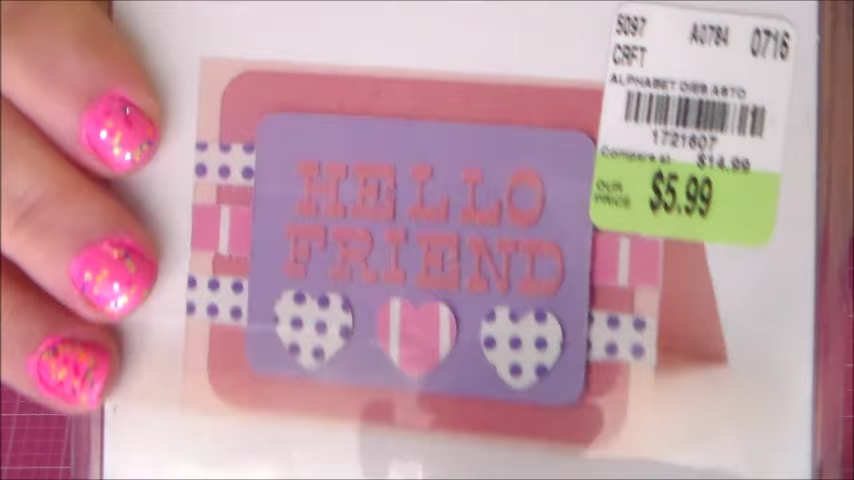 5097 A0784 0716
CRFT
ALPHABET DIES ASTD
1721607
Compare at $14.99
OUR PRICE $5.99
HELLO
FRIEND